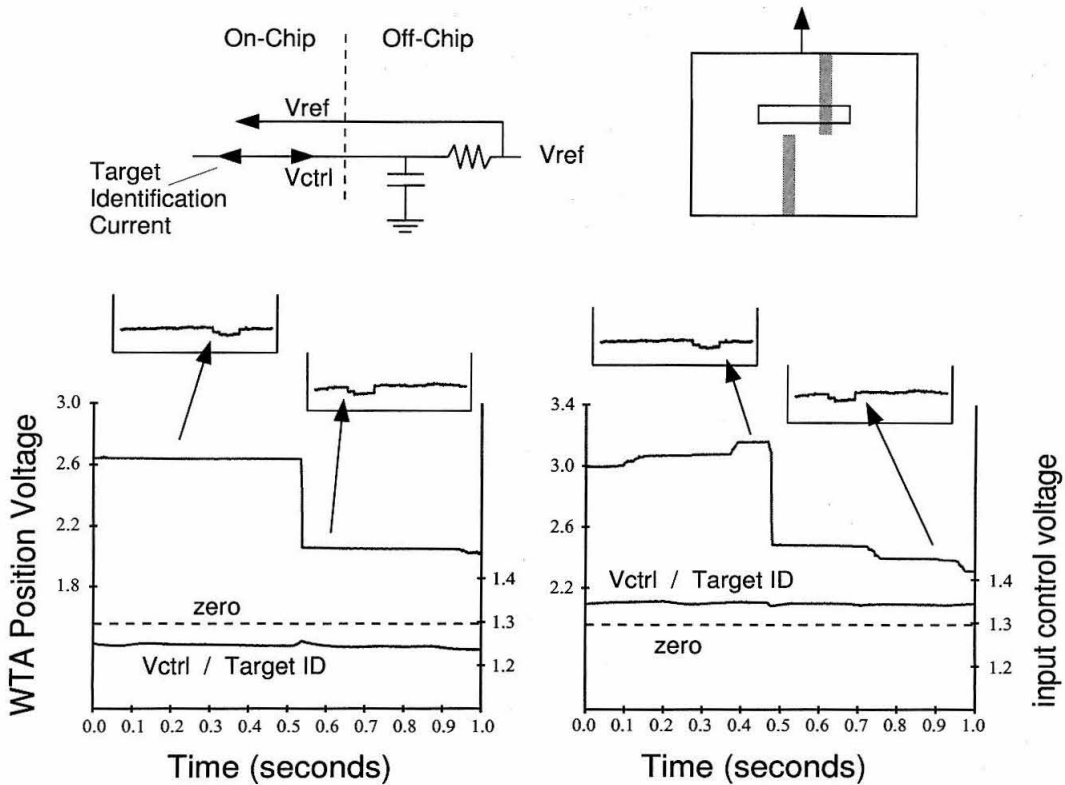 On-Chip
Off-Chip
Vref
Vref
Target
Identification
Current
Vctrl
WTA Position Voltage
3.0
2.6
2.2
1.8
1.4
1.3
1.2
zero
Vctrl / Target ID
0.0 0.1 0.2 0.3 0.4 0.5 0.6 0.7 0.8 0.9 1.0
Time (seconds)
3.4
3.0
2.6
2.2
1.4
1.3
1.2
Vctrl / Target ID
zero
0.0 0.1 0.2 0.3 0.4 0.5 0.6 0.7 0.8 0.9 1.0
Time (seconds)
input control voltage